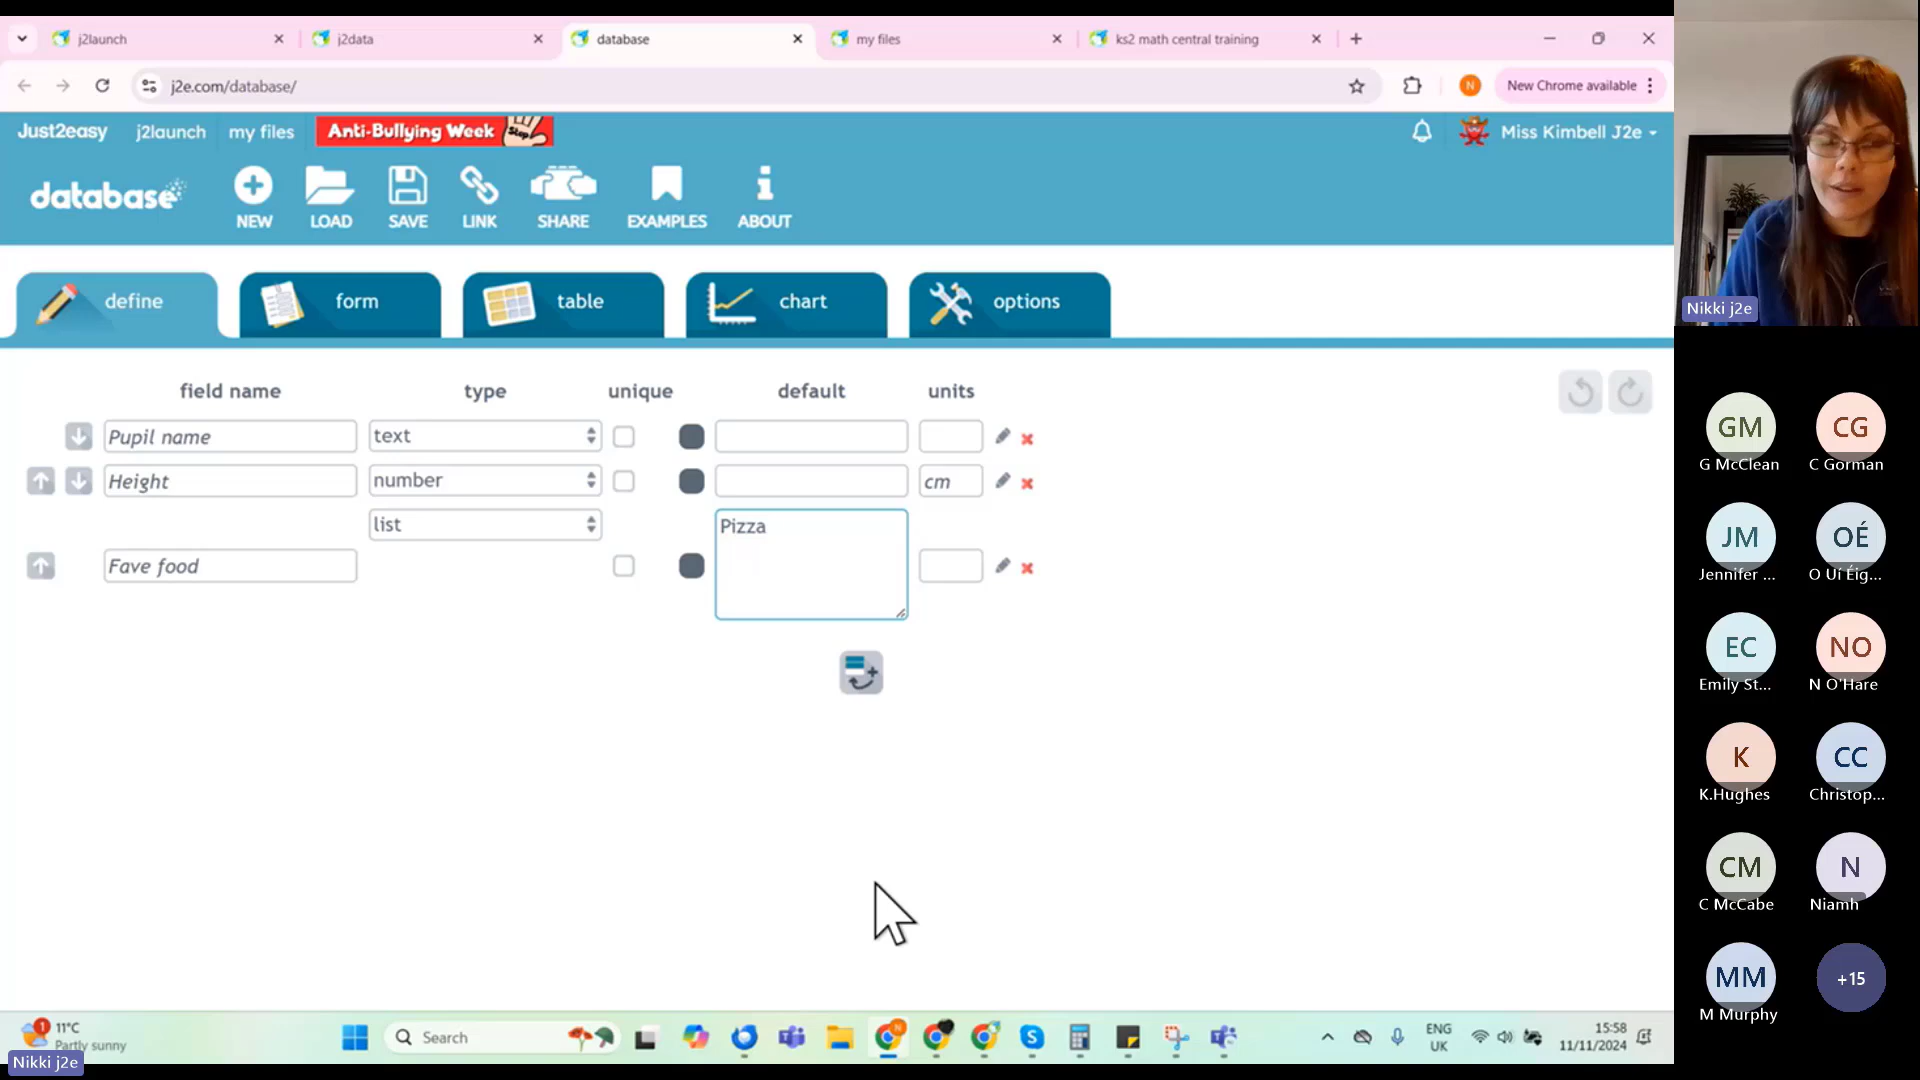 j2launch
j2data
database
my files
ks2 math central training
j2e.com/database/
N
New Chrome available
Just2easy
j2launch
my files
Anti-Bullying Week
Stop!
Miss Kimbell J2e
database
NEW
LOAD
SAVE
LINK
SHARE
EXAMPLES
ABOUT
define
form
table
chart
options
field name
type
unique
default
units
Pupil name
text
Height
number
cm
list
Pizza
Fave food
Nikki j2e
GM
G McClean
CG
C Gorman
JM
Jennifer ...
OÉ
O Uí Éig...
EC
Emily St...
NO
N O'Hare
K
K.Hughes
CC
Christop...
CM
C McCabe
N
Niamh
MM
M Murphy
+15
1
11°C
Partly sunny
Search
ENG
UK
15:58
11/11/2024
Nikki j2e